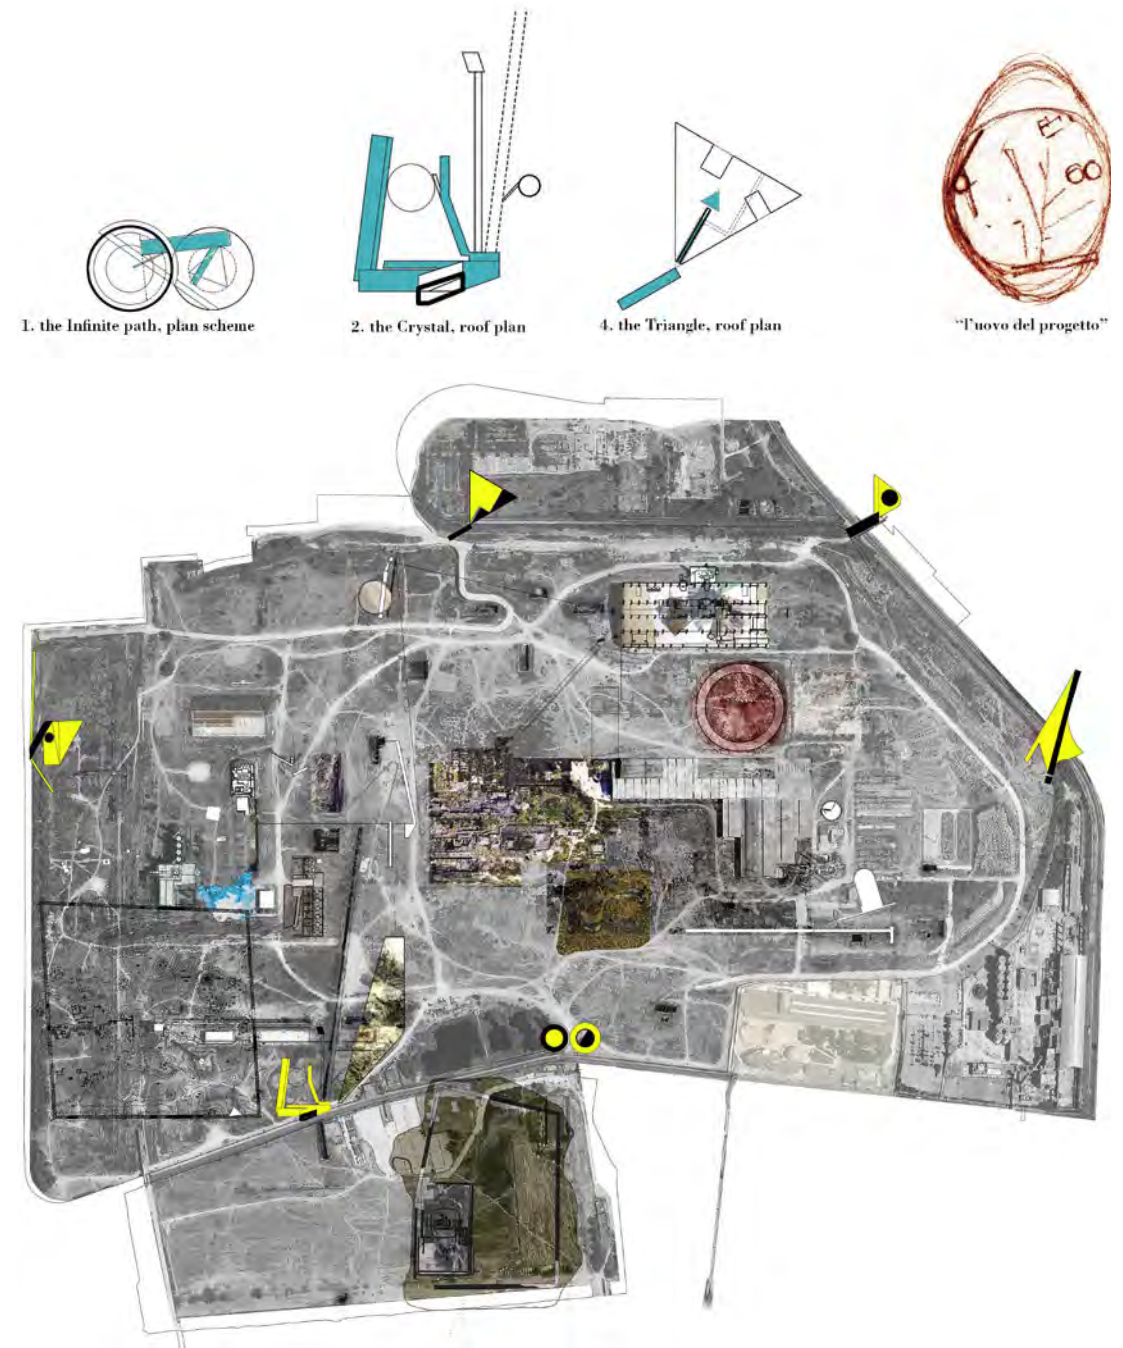 1. the Infinite path, plan scheme
2. the Crystal, roof plan
4. the Triangle, roof plan
“l'uovo del progetto”